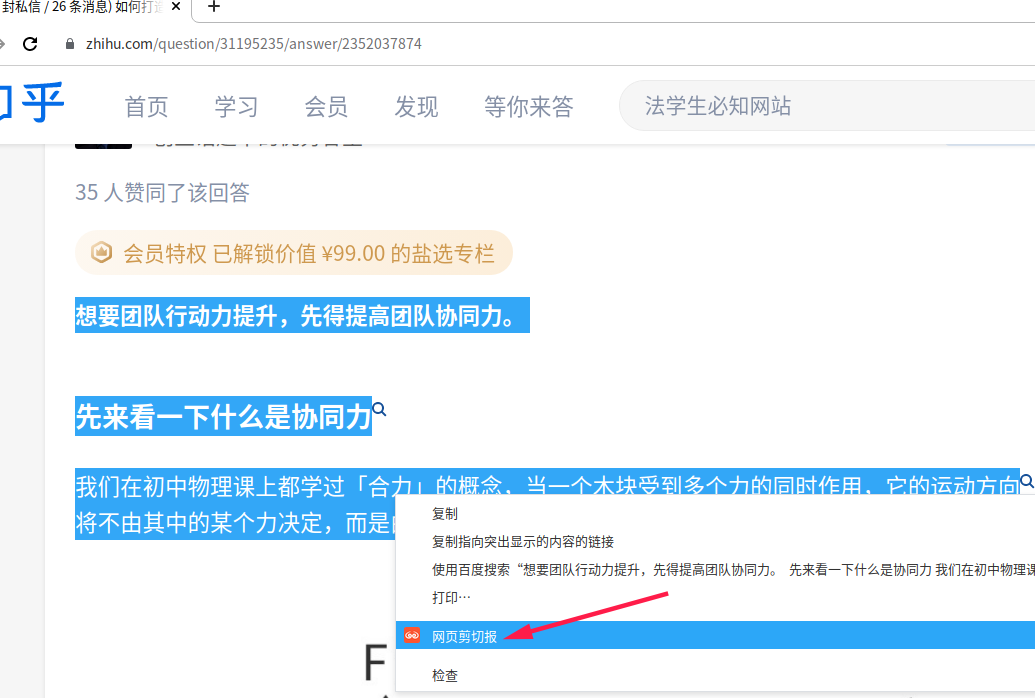 封私信 / 26 条消息) 如何打造
zhihu.com/question/31195235/answer/2352037874
乎
首页 学习 会员 发现 等你来答
法学生必知网站
35 人赞同了该回答
会员特权 已解锁价值 ¥99.00 的盐选专栏
想要团队行动力提升，先得提高团队协同力。
先来看一下什么是协同力
我们在初中物理课上都学过「合力」的概念，当一个木块受到多个力的同时作用，它的运动方向
将不由其中的某个力决定，而是
复制
复制指向突出显示的内容的链接
使用百度搜索“想要团队行动力提升，先得提高团队协同力。 先来看一下什么是协同力 我们在初中物理课
打印…
网页剪切报
F
检查